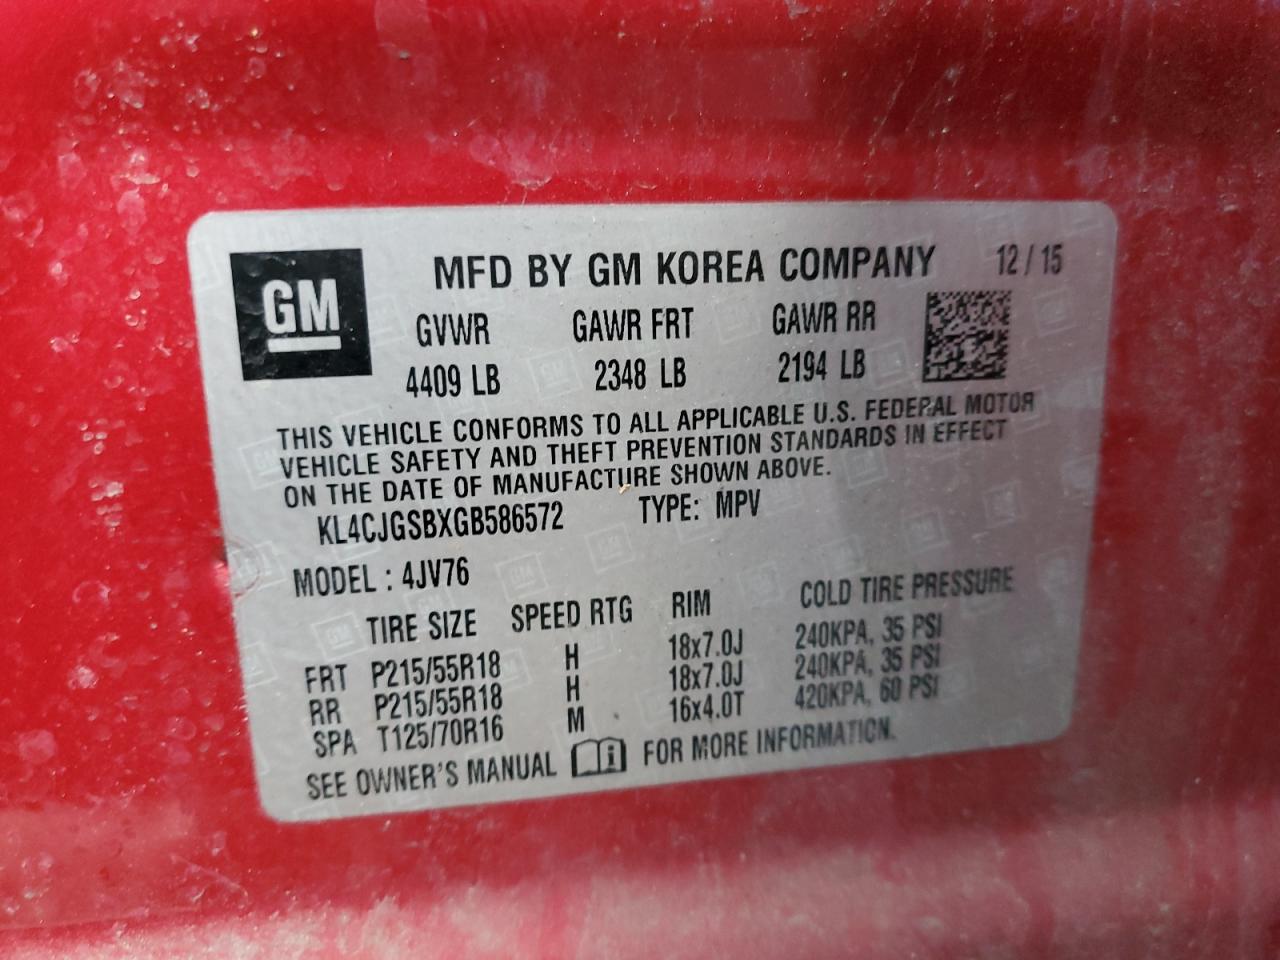 GM
MFD BY GM KOREA COMPANY 12 / 15
GVWR GAWR FRT GAWR RR
4409 LB 2348 LB 2194 LB
THIS VEHICLE CONFORMS TO ALL APPLICABLE U.S. FEDERAL MOTOR
VEHICLE SAFETY AND THEFT PREVENTION STANDARDS IN EFFECT
ON THE DATE OF MANUFACTURE SHOWN ABOVE.
KL4CJGSBXGB586572 TYPE: MPV
MODEL : 4JV76
TIRE SIZE SPEED RTG RIM COLD TIRE PRESSURE
FRT P215/55R18 H 18x7.0J 240KPA, 35 PSI
RR P215/55R18 H 18x7.0J 240KPA, 35 PSI
SPA T125/70R16 M 16x4.0T 420KPA, 60 PSI
SEE OWNER'S MANUAL i FOR MORE INFORMATION.